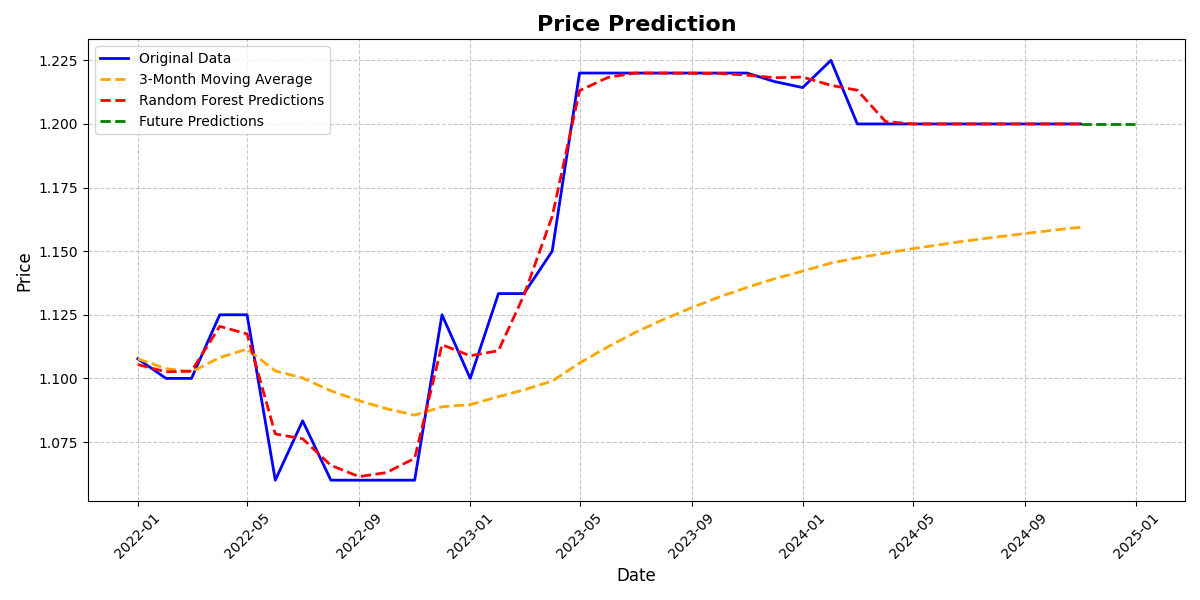 Price Prediction
Original Data
3-Month Moving Average
Random Forest Predictions
Future Predictions
1.225
1.200
1.175
1.150
1.125
1.100
1.075
Price
2022-01
2022-05
2022-09
2023-01
2023-05
2023-09
2024-01
2024-05
2024-09
2025-01
Date